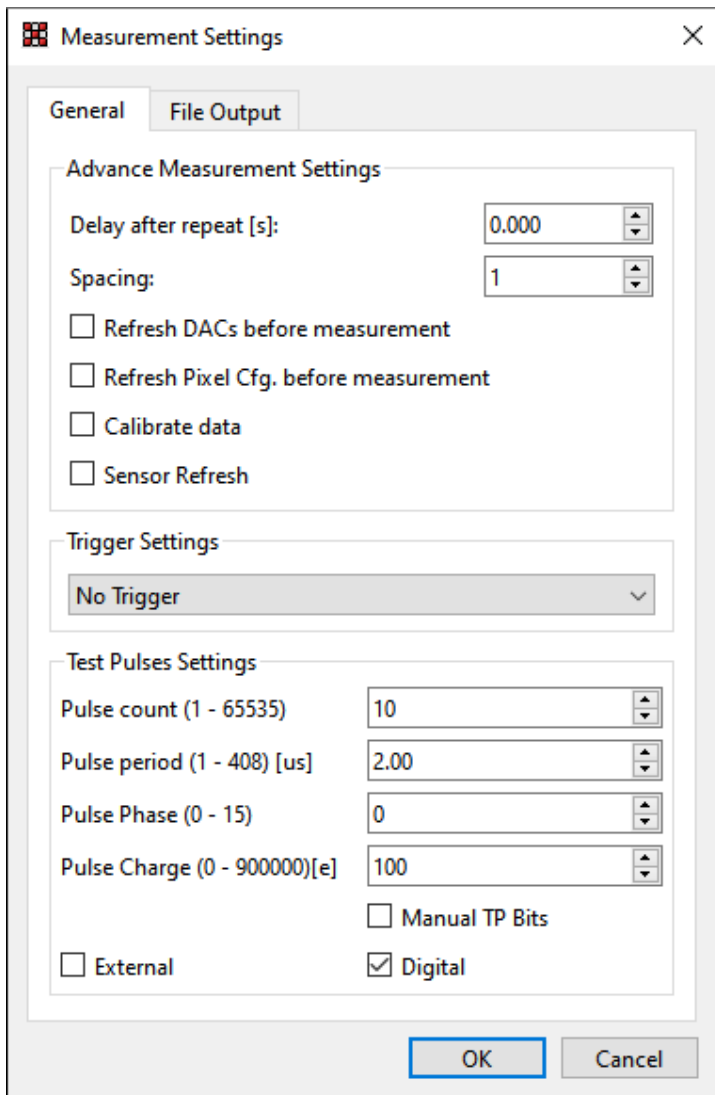 Measurement Settings
General File Output
Advance Measurement Settings
Delay after repeat [s]: 0.000
Spacing: 1
Refresh DACs before measurement
Refresh Pixel Cfg. before measurement
Calibrate data
Sensor Refresh
Trigger Settings
No Trigger
Test Pulses Settings
Pulse count (1 - 65535) 10
Pulse period (1 - 408) [us] 2.00
Pulse Phase (0 - 15) 0
Pulse Charge (0 - 900000)[e] 100
Manual TP Bits
External Digital
OK Cancel